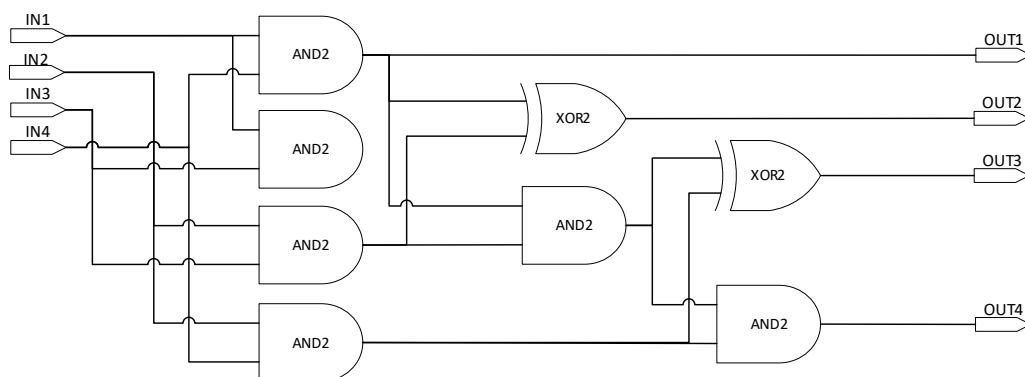 IN1
AND2
OUT1
IN2
IN3
XOR2
OUT2
IN4
AND2
XOR2
OUT3
AND2
AND2
AND2
AND2
OUT4